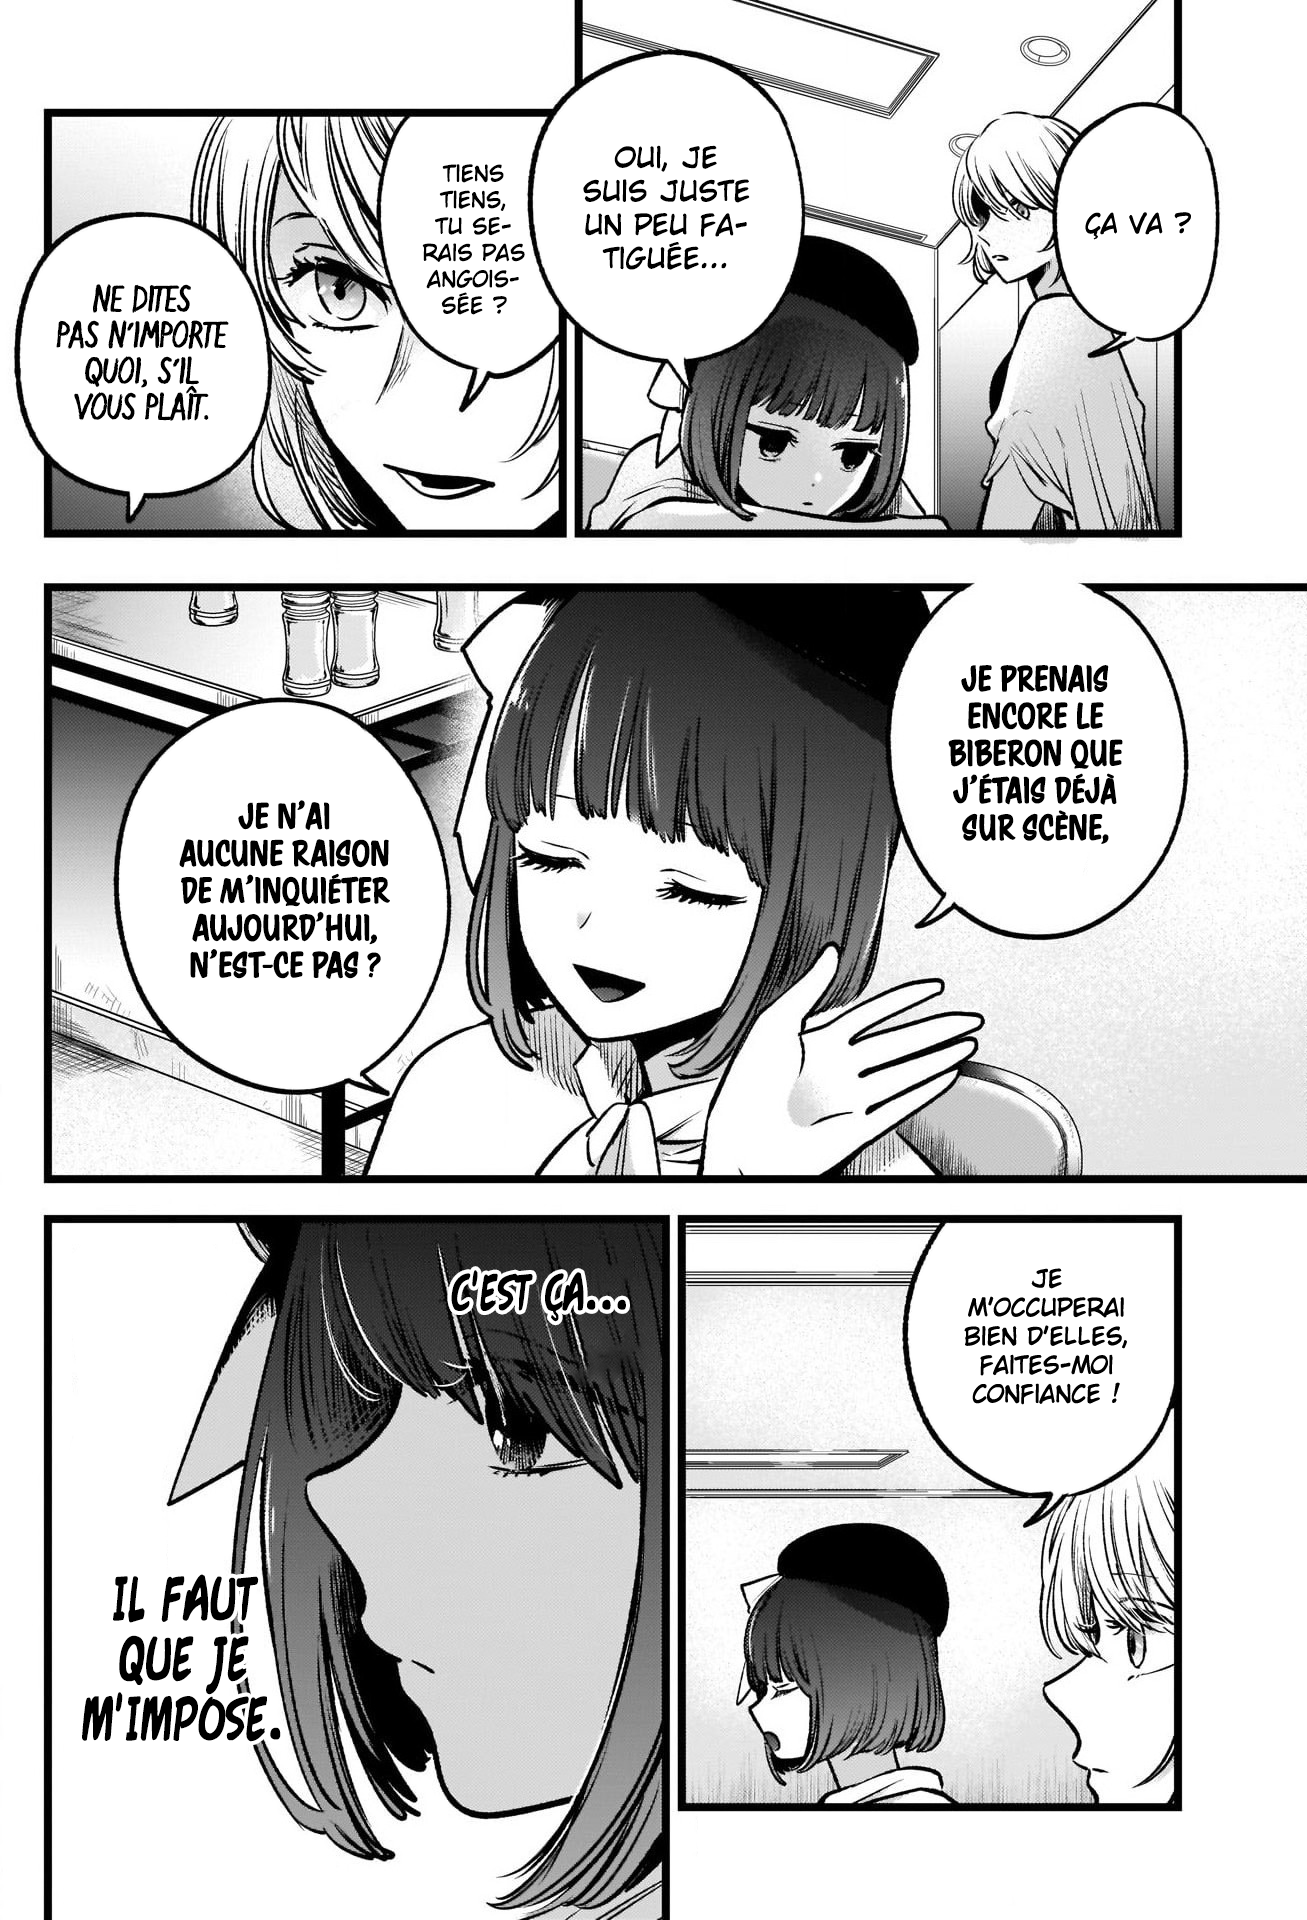 ÇA VA ?
OUI, JE
SUIS JUSTE
UN PEU FA-
TIGUÉE...
TIENS
TIENS,
TU SE-
RAIS PAS
ANGOIS-
SÉE ?
NE DITES
PAS N'IMPORTE
QUOI, S'IL
VOUS PLAÎT.
JE PRENAIS
ENCORE LE
BIBERON QUE
J'ÉTAIS DÉJÀ
SUR SCÈNE,
JE N'AI
AUCUNE RAISON
DE M'INQUIÉTER
AUJOURD'HUI,
N'EST-CE PAS ?
JE
M'OCCUPERAI
BIEN D'ELLES,
FAITES-MOI
CONFIANCE !
C'EST ÇA...
IL FAUT
QUE JE
M'IMPOSE.